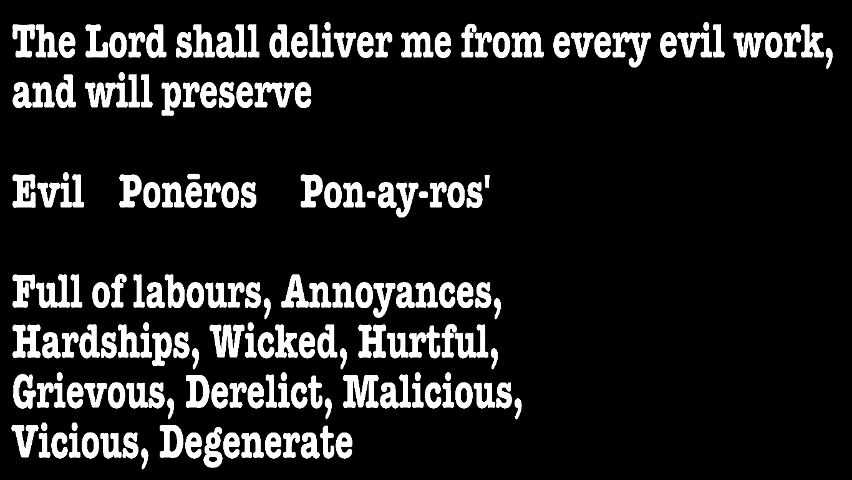 The Lord shall deliver me from every evil work,
and will preserve
Evil Ponēros Pon-ay-ros'
Full of labours, Annoyances,
Hardships, Wicked, Hurtful,
Grievous, Derelict, Malicious,
Vicious, Degenerate